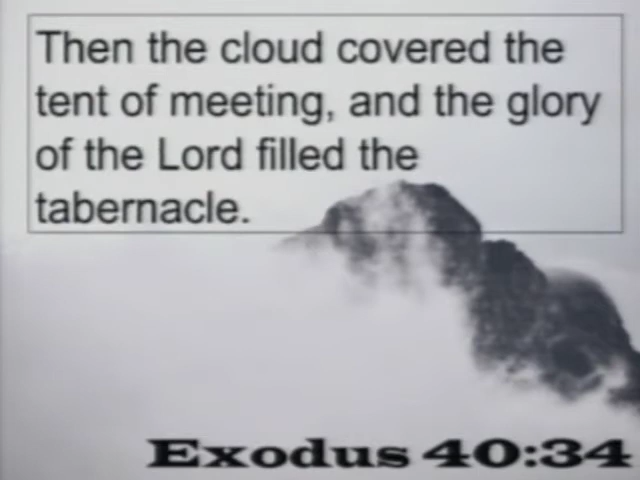 Then the cloud covered the
tent of meeting, and the glory
of the Lord filled the
tabernacle.
Exodus 40:34